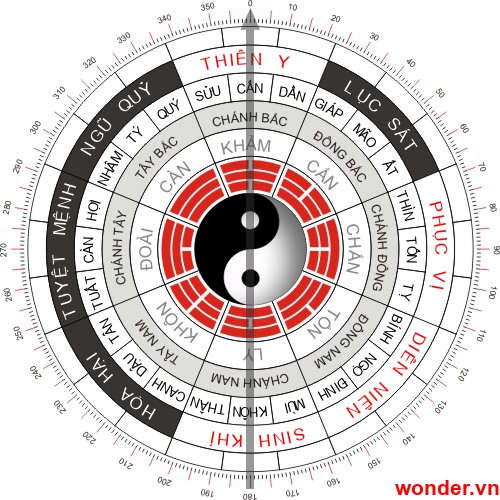 0
10
20
30
40
50
60
70
80
90
100
110
120
130
140
150
160
170
180
190
200
210
220
230
240
250
260
270
280
290
300
310
320
330
340
350
THIÊN Y
LỤC SÁT
PHỤC VỊ
DIÊN NIÊN
SINH KHÍ
HỌA HẠI
TUYỆT MỆNH
NGŨ QUỶ
SỬU
CẤN
DẦN
GIÁP
MÃO
ẤT
THÌN
TỐN
TỴ
BÍNH
NGỌ
ĐINH
MÙI
KHÔN
THÂN
CANH
DẬU
TÂN
TUẤT
CÀN
HỢI
NHÂM
TÝ
QUÝ
CHÁNH BẮC
ĐÔNG BẮC
CHÁNH ĐÔNG
ĐÔNG NAM
CHÁNH NAM
TÂY NAM
CHÁNH TÂY
TÂY BẮC
KHẢM
CẤN
CHẤN
TỐN
LY
KHÔN
ĐOÀI
CÀN
wonder.vn